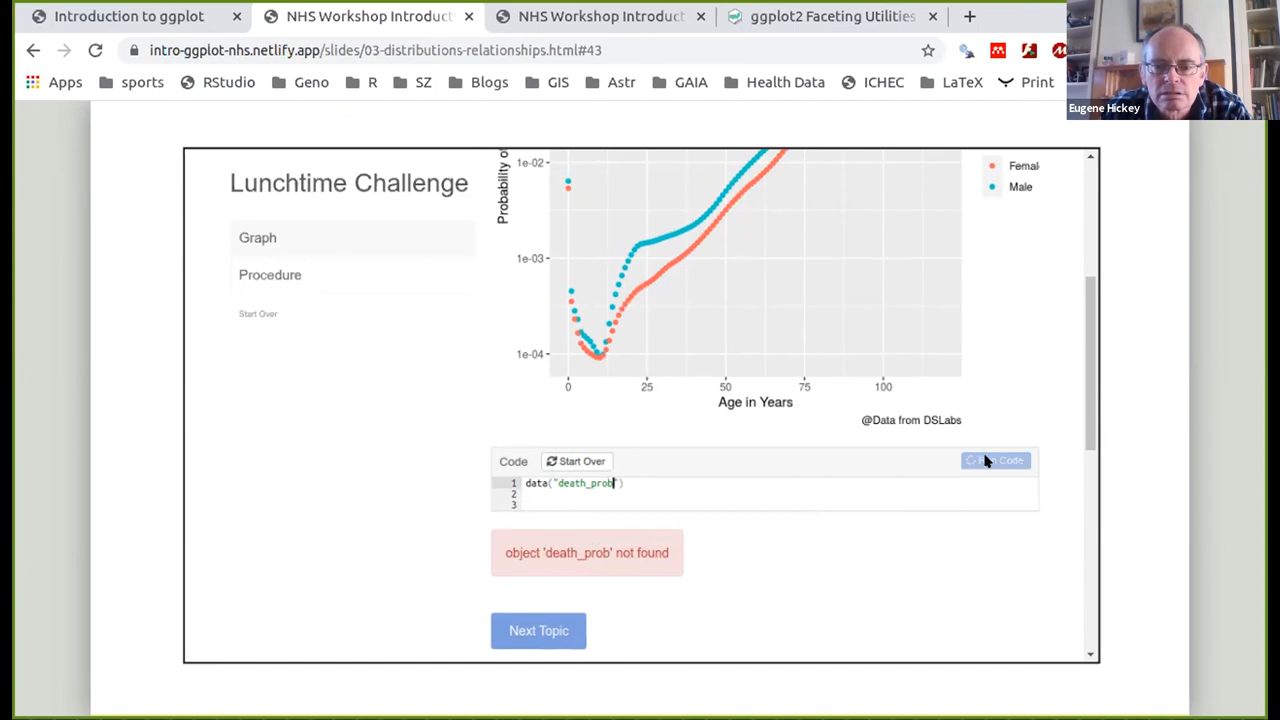 Introduction to ggplot
NHS Workshop Introduct
NHS Workshop Introduct
ggplot2 Faceting Utilities
intro-ggplot-nhs.netlify.app/slides/03-distributions-relationships.html#43
Apps
sports
RStudio
Geno
R
SZ
Blogs
GIS
Astr
GAIA
Health Data
ICHEC
LaTeX
Print
Eugene Hickey
Lunchtime Challenge
Graph
Procedure
Start Over
Probability o
1e-02
1e-03
1e-04
0
25
50
75
100
Age in Years
@Data from DSLabs
Femal
Male
Code
Start Over
Code
1 data("death_prob")
2
3
object 'death_prob' not found
Next Topic